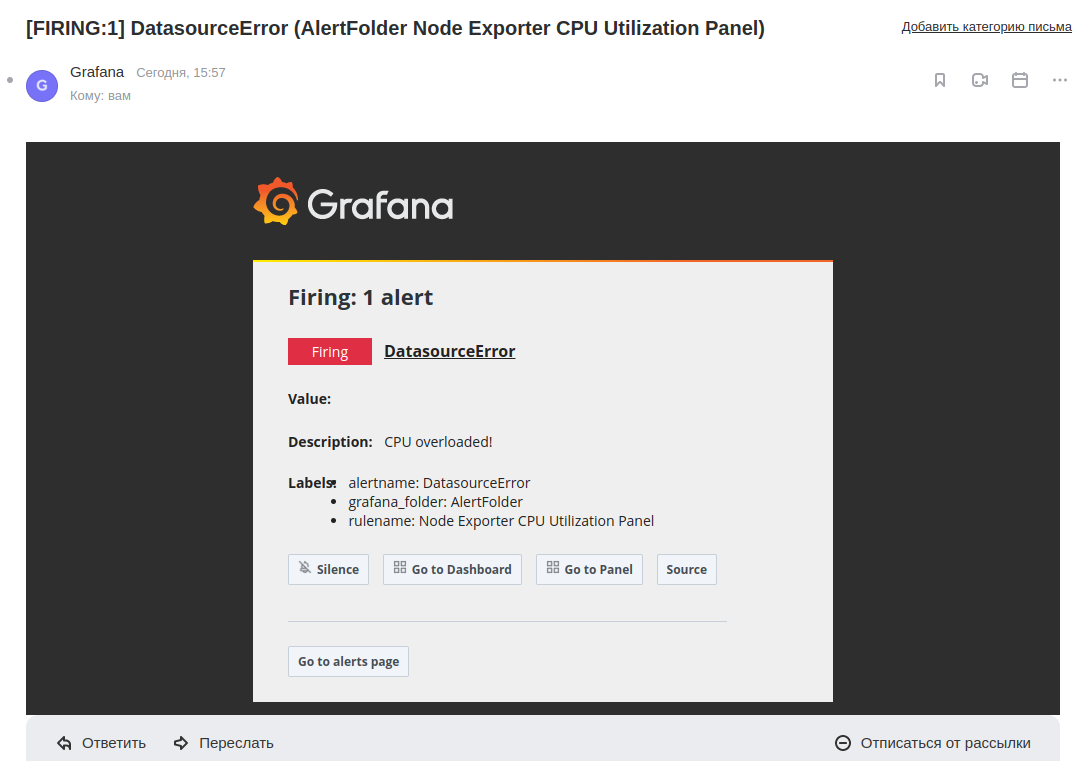 [FIRING:1] DatasourceError (AlertFolder Node Exporter CPU Utilization Panel)
Добавить категорию письма
G
Grafana Сегодня, 15:57
Кому: вам
Grafana
Firing: 1 alert
Firing DatasourceError
Value:
Description: CPU overloaded!
Labels: • alertname: DatasourceError
• grafana_folder: AlertFolder
• rulename: Node Exporter CPU Utilization Panel
Silence Go to Dashboard Go to Panel Source
Go to alerts page
Ответить Переслать Отписаться от рассылки